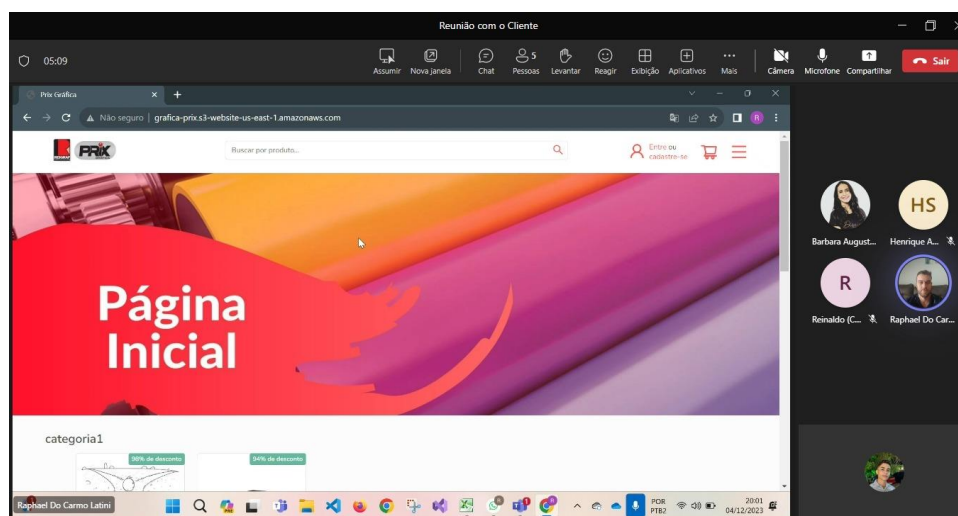 Reunião com o Cliente
05:09
Assumir
Nova janela
Chat
5
Pessoas
Levantar
Reagir
Exibição
Aplicativos
Mais
Câmera
Microfone
Compartilhar
Sair
Prix Gráfica
Não seguro | grafica-prix.s3-website-us-east-1.amazonaws.com
R
PRIX
Buscar por produto...
Entre ou
cadastre-se
Página
Inicial
categoria1
94% de desconto
HS
Barbara August...
Henrique A...
R
Reinaldo (C...
Raphael Do Car...
Raphael Do Carmo Latini
POR
PTB2
20:01
04/12/2023